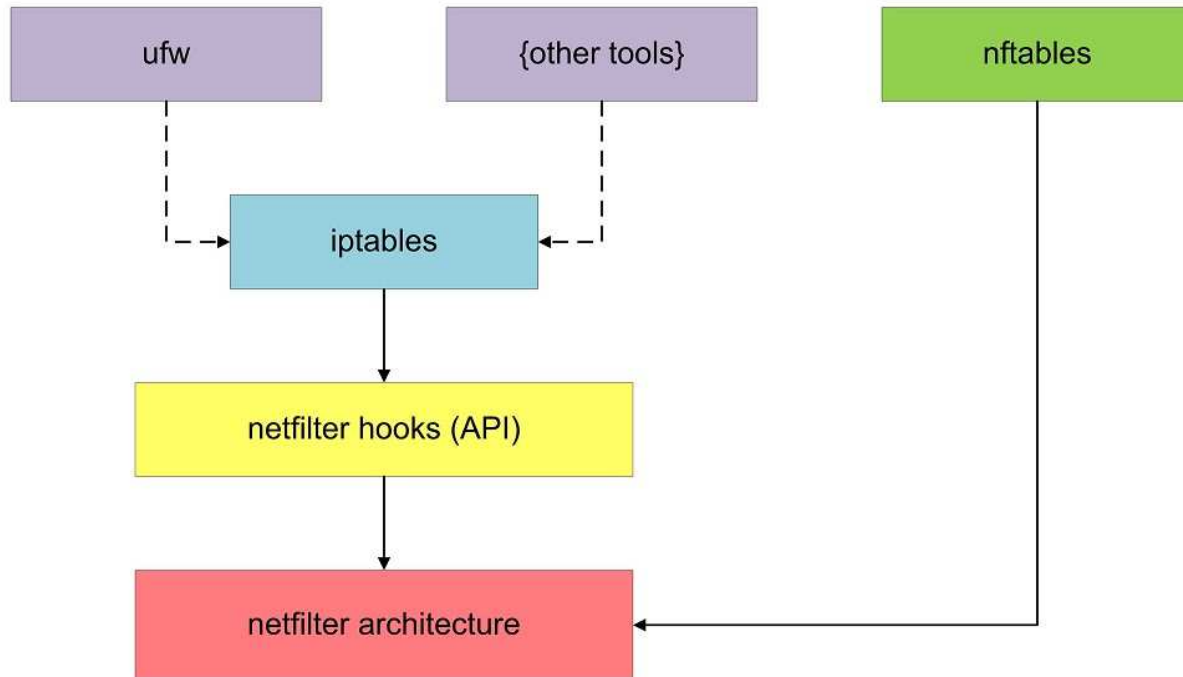 ufw
{other tools}
nftables
iptables
netfilter hooks (API)
netfilter architecture